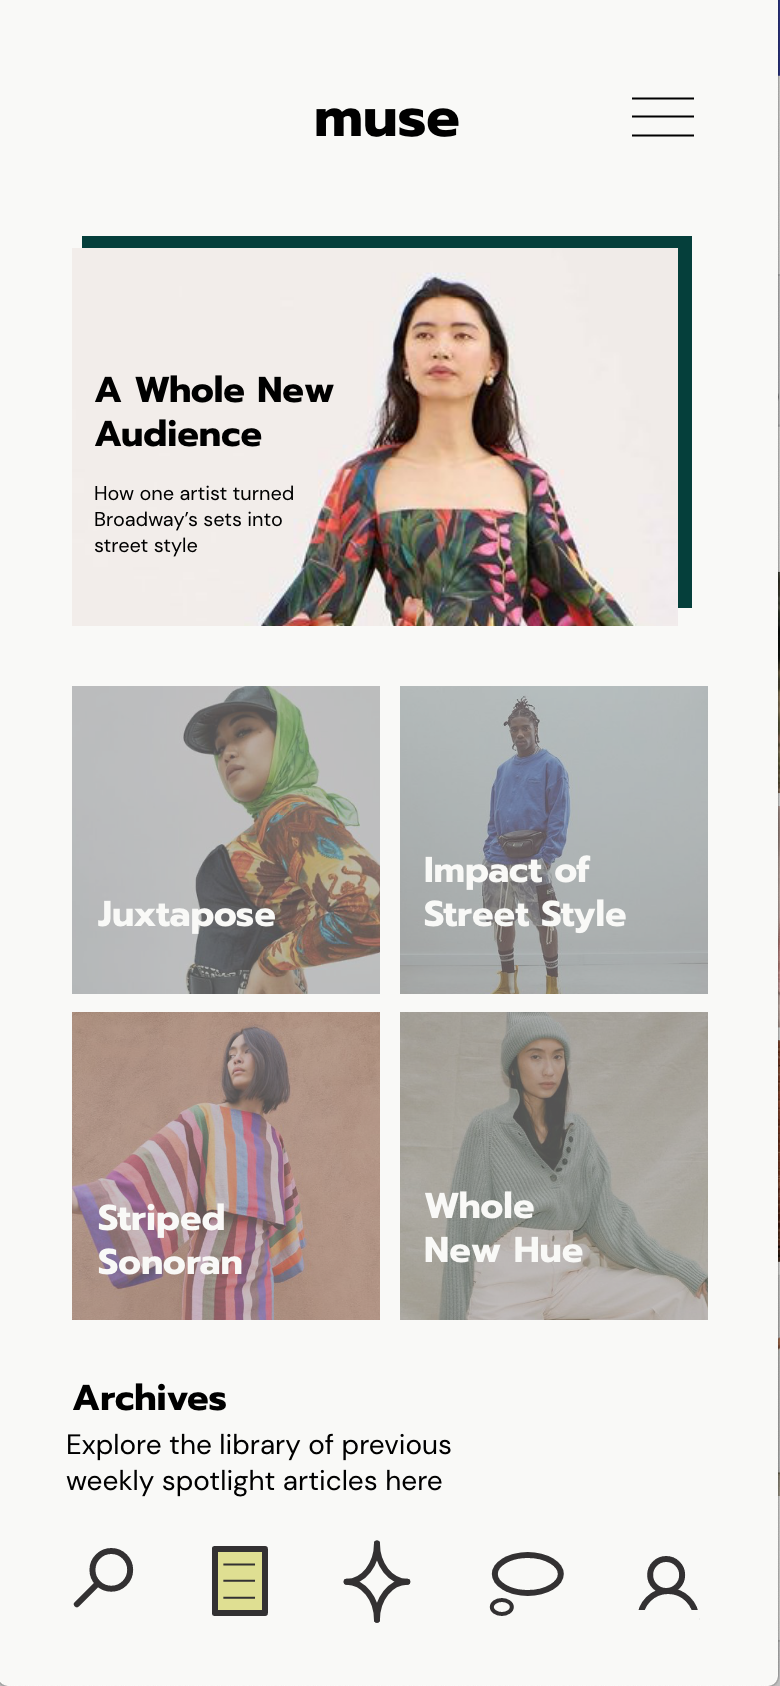 muse
A Whole New
Audience
How one artist turned
Broadway's sets into
street style
Juxtapose
Impact of
Street Style
Striped
Sonoran
Whole
New Hue
Archives
Explore the library of previous
weekly spotlight articles here